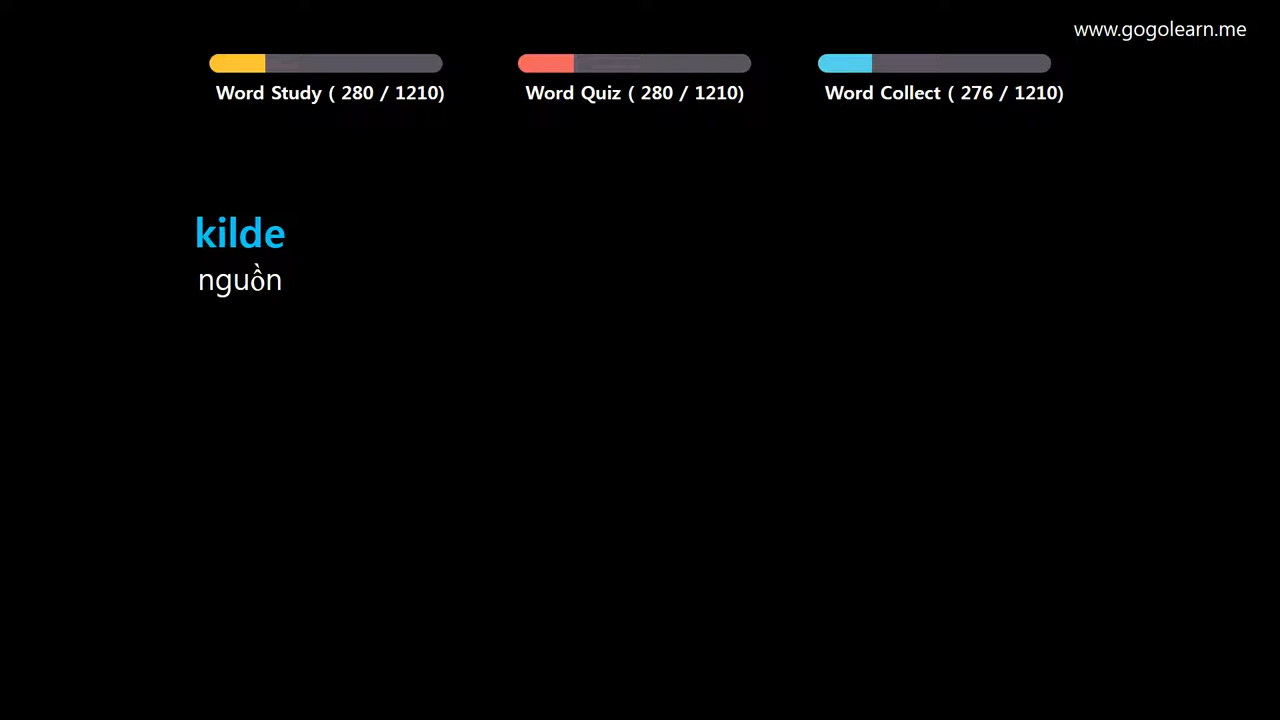 www.gogolearn.me
Word Study ( 280 / 1210)
Word Quiz ( 280 / 1210)
Word Collect ( 276 / 1210)
kilde
nguồn